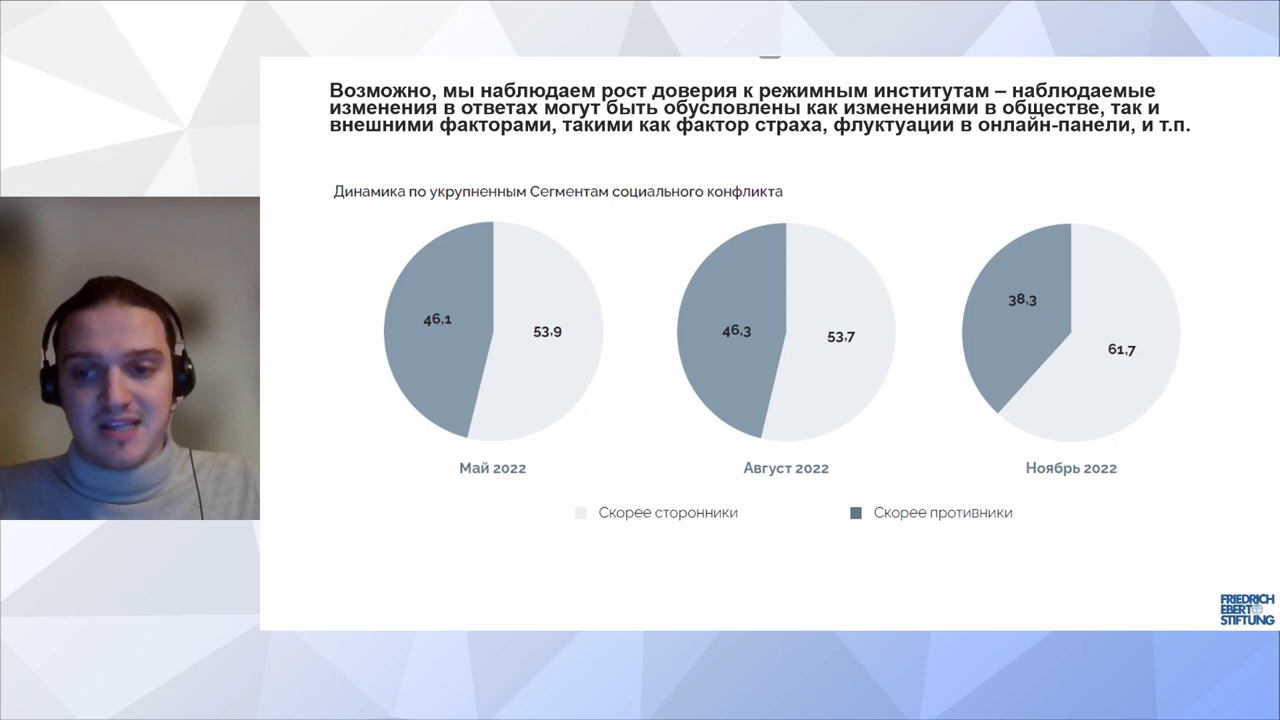 Возможно, мы наблюдаем рост доверия к режимным институтам – наблюдаемые
изменения в ответах могут быть обусловлены как изменениями в обществе, так и
внешними факторами, такими как фактор страха, флуктуации в онлайн-панели, и т.п.
Динамика по укрупненным Сегментам социального конфликта
46,1
53,9
46,3
53,7
38,3
61,7
Май 2022
Август 2022
Ноябрь 2022
Скорее сторонники
Скорее противники
FRIEDRICH
EBERT
STIFTUNG